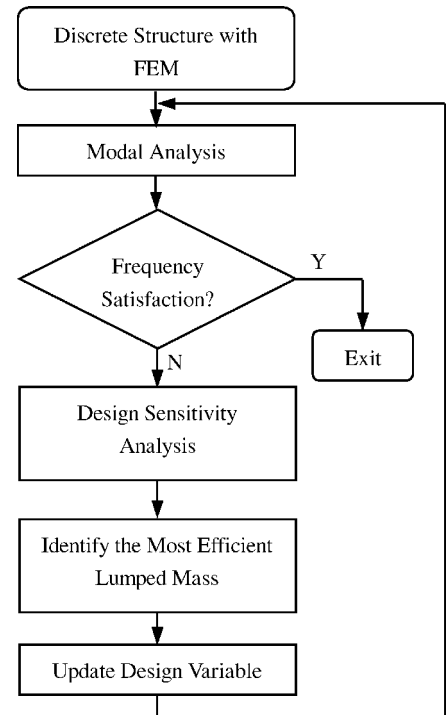 Discrete Structure with
FEM
Modal Analysis
Frequency
Satisfaction?
Y
Exit
N
Design Sensitivity
Analysis
Identify the Most Efficient
Lumped Mass
Update Design Variable